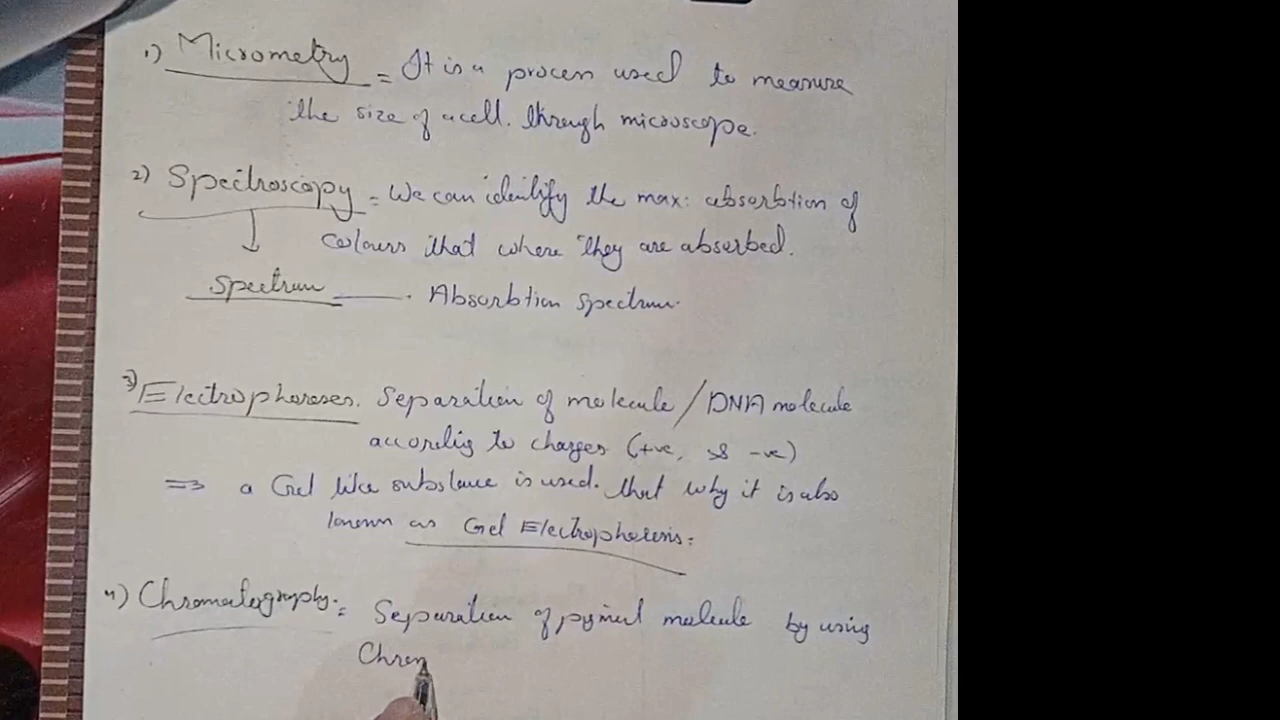 1) Micrometry = It is a process used to measure
the size of a cell. through microscope.
2) Spectroscopy = We can identify the max: absorbtion of
colours that where they are absorbed.
Spectrum — . Absorbtion spectrum.
3) Electrophoreses. Separation of molecule / DNA molecule
according to charges (+ve, & -ve)
⇒ a Gel like substance is used. that why it is also
known as Gel Electrophoresis:
4) Chromatography. = Separation of pigment molecule by using
Chrom